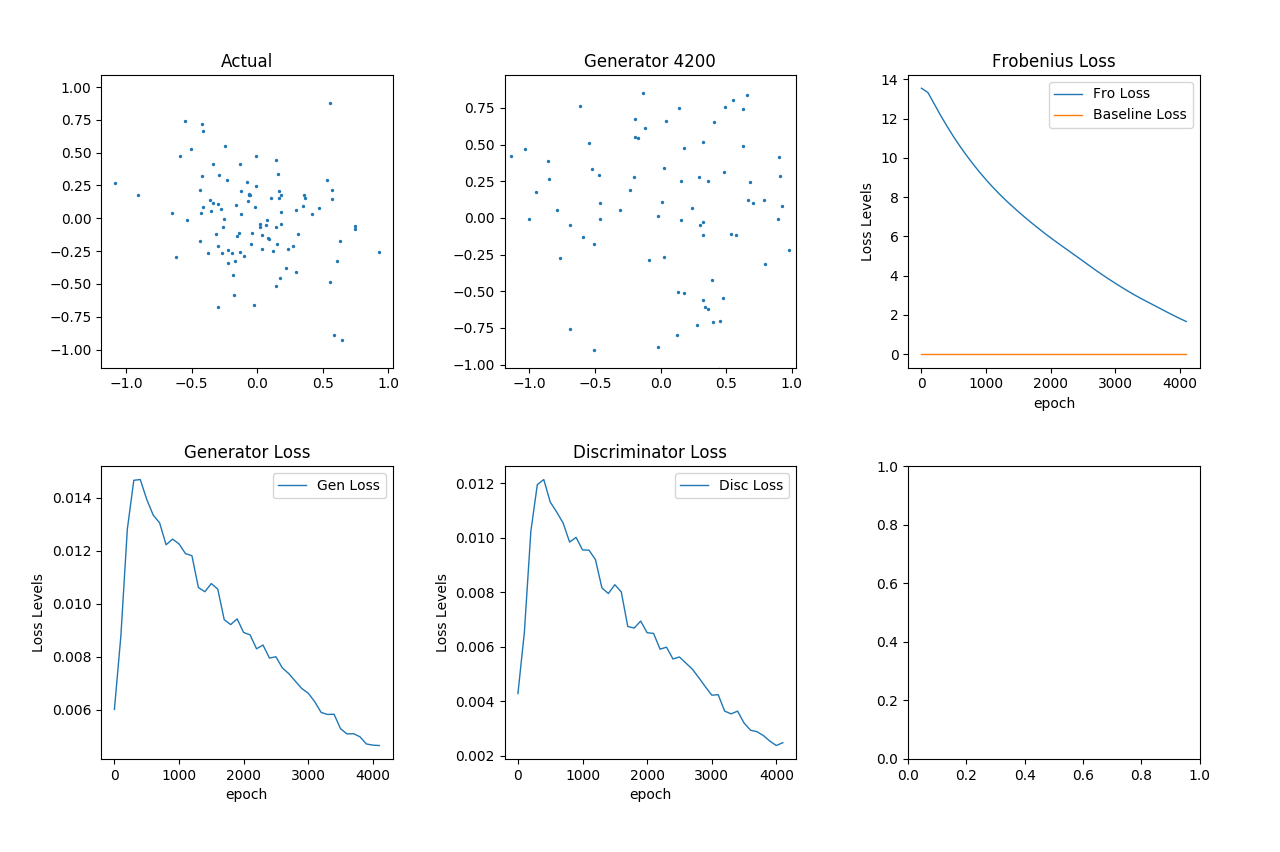 Actual
1.00
0.75
0.50
0.25
0.00
−0.25
−0.50
−0.75
−1.00
−1.0 −0.5 0.0 0.5 1.0
Generator 4200
0.75
0.50
0.25
0.00
−0.25
−0.50
−0.75
−1.00
−1.0 −0.5 0.0 0.5 1.0
Frobenius Loss
Fro Loss
Baseline Loss
Loss Levels
14
12
10
8
6
4
2
0
0 1000 2000 3000 4000
epoch
Generator Loss
Gen Loss
Loss Levels
0.014
0.012
0.010
0.008
0.006
0 1000 2000 3000 4000
epoch
Discriminator Loss
Disc Loss
Loss Levels
0.012
0.010
0.008
0.006
0.004
0.002
0 1000 2000 3000 4000
epoch
1.0
0.8
0.6
0.4
0.2
0.0
0.0 0.2 0.4 0.6 0.8 1.0